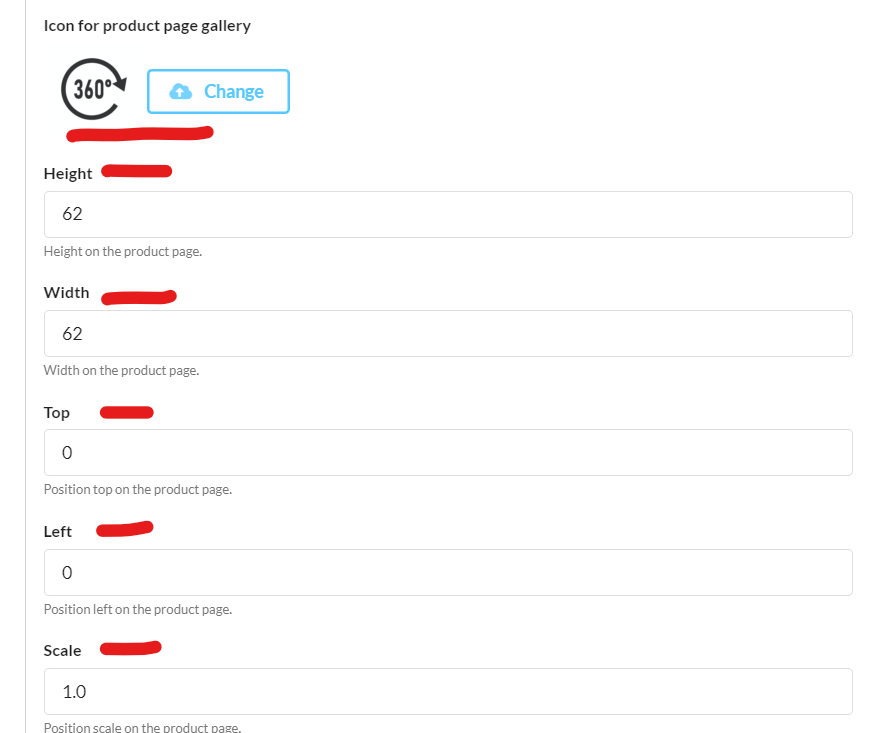 Icon for product page gallery
360°
Change
Height
62
Height on the product page.
Width
62
Width on the product page.
Top
0
Position top on the product page.
Left
0
Position left on the product page.
Scale
1.0
Position scale on the product page.